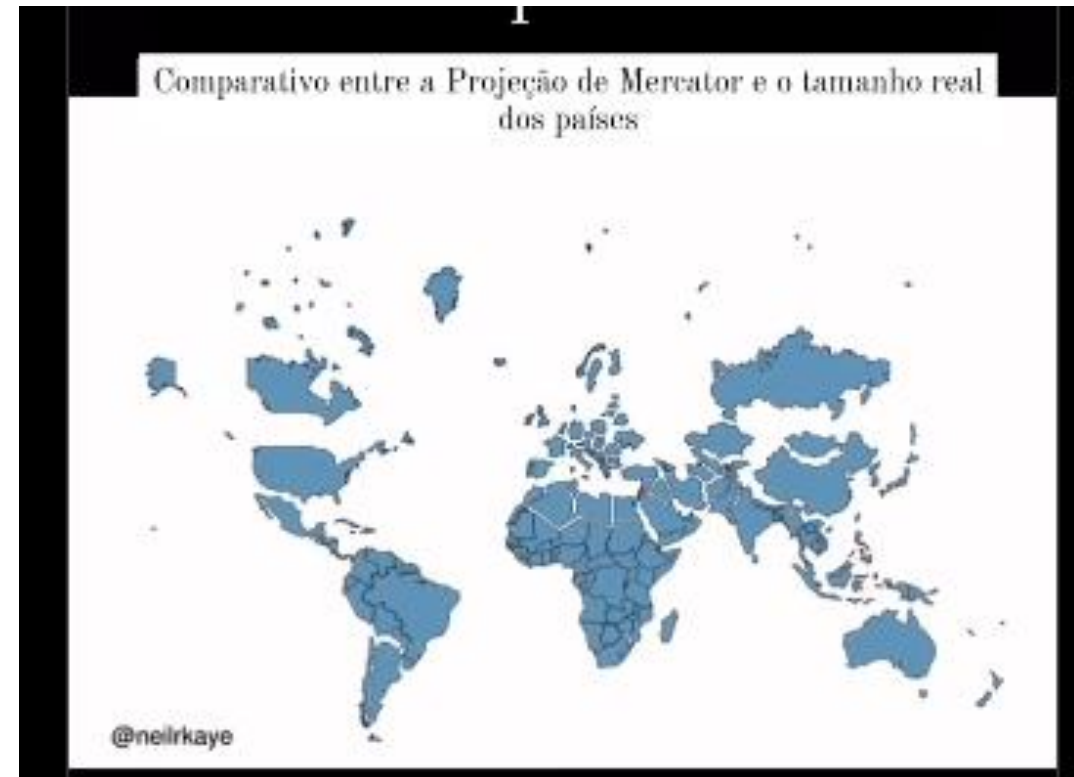 Comparativo entre a Projeção de Mercator e o tamanho real
dos países
@neilrkaye